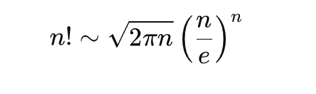 n! ∼ √(2πn) (n/e)^n